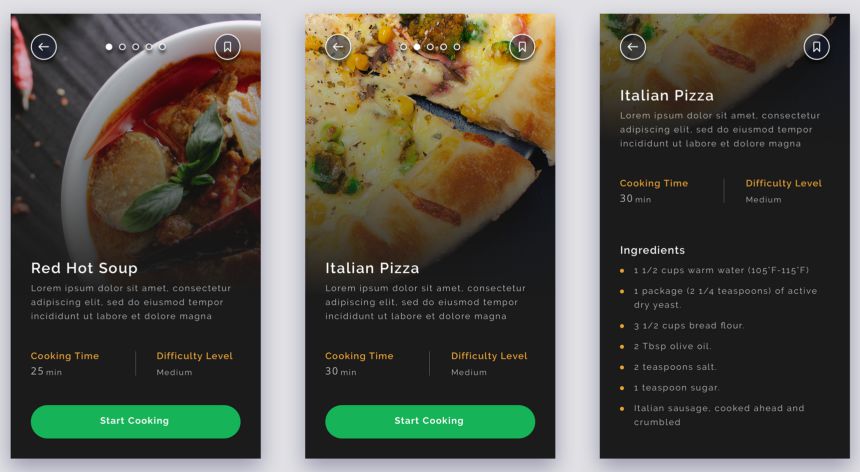 Red Hot Soup
Lorem ipsum dolor sit amet, consectetur
adipiscing elit, sed do eiusmod tempor
incididunt ut labore et dolore magna
Cooking Time
25 min
Difficulty Level
Medium
Start Cooking
Italian Pizza
Lorem ipsum dolor sit amet, consectetur
adipiscing elit, sed do eiusmod tempor
incididunt ut labore et dolore magna
Cooking Time
30 min
Difficulty Level
Medium
Start Cooking
Italian Pizza
Lorem ipsum dolor sit amet, consectetur
adipiscing elit, sed do eiusmod tempor
incididunt ut labore et dolore magna
Cooking Time
30 min
Difficulty Level
Medium
Ingredients
1 1/2 cups warm water (105°F-115°F)
1 package (2 1/4 teaspoons) of active
dry yeast.
3 1/2 cups bread flour.
2 Tbsp olive oil.
2 teaspoons salt.
1 teaspoon sugar.
Italian sausage, cooked ahead and
crumbled